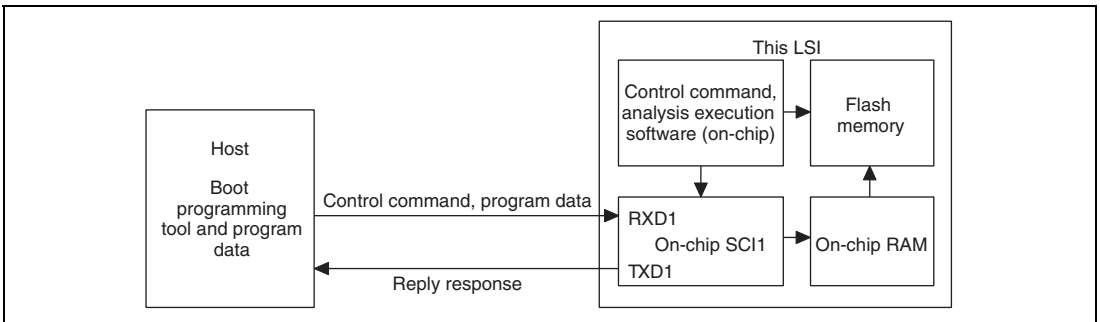 This LSI
Control command,
analysis execution
software (on-chip)
Flash
memory
Host
Boot
programming
tool and program
data
Control command, program data
RXD1
On-chip SCI1
TXD1
On-chip RAM
Reply response